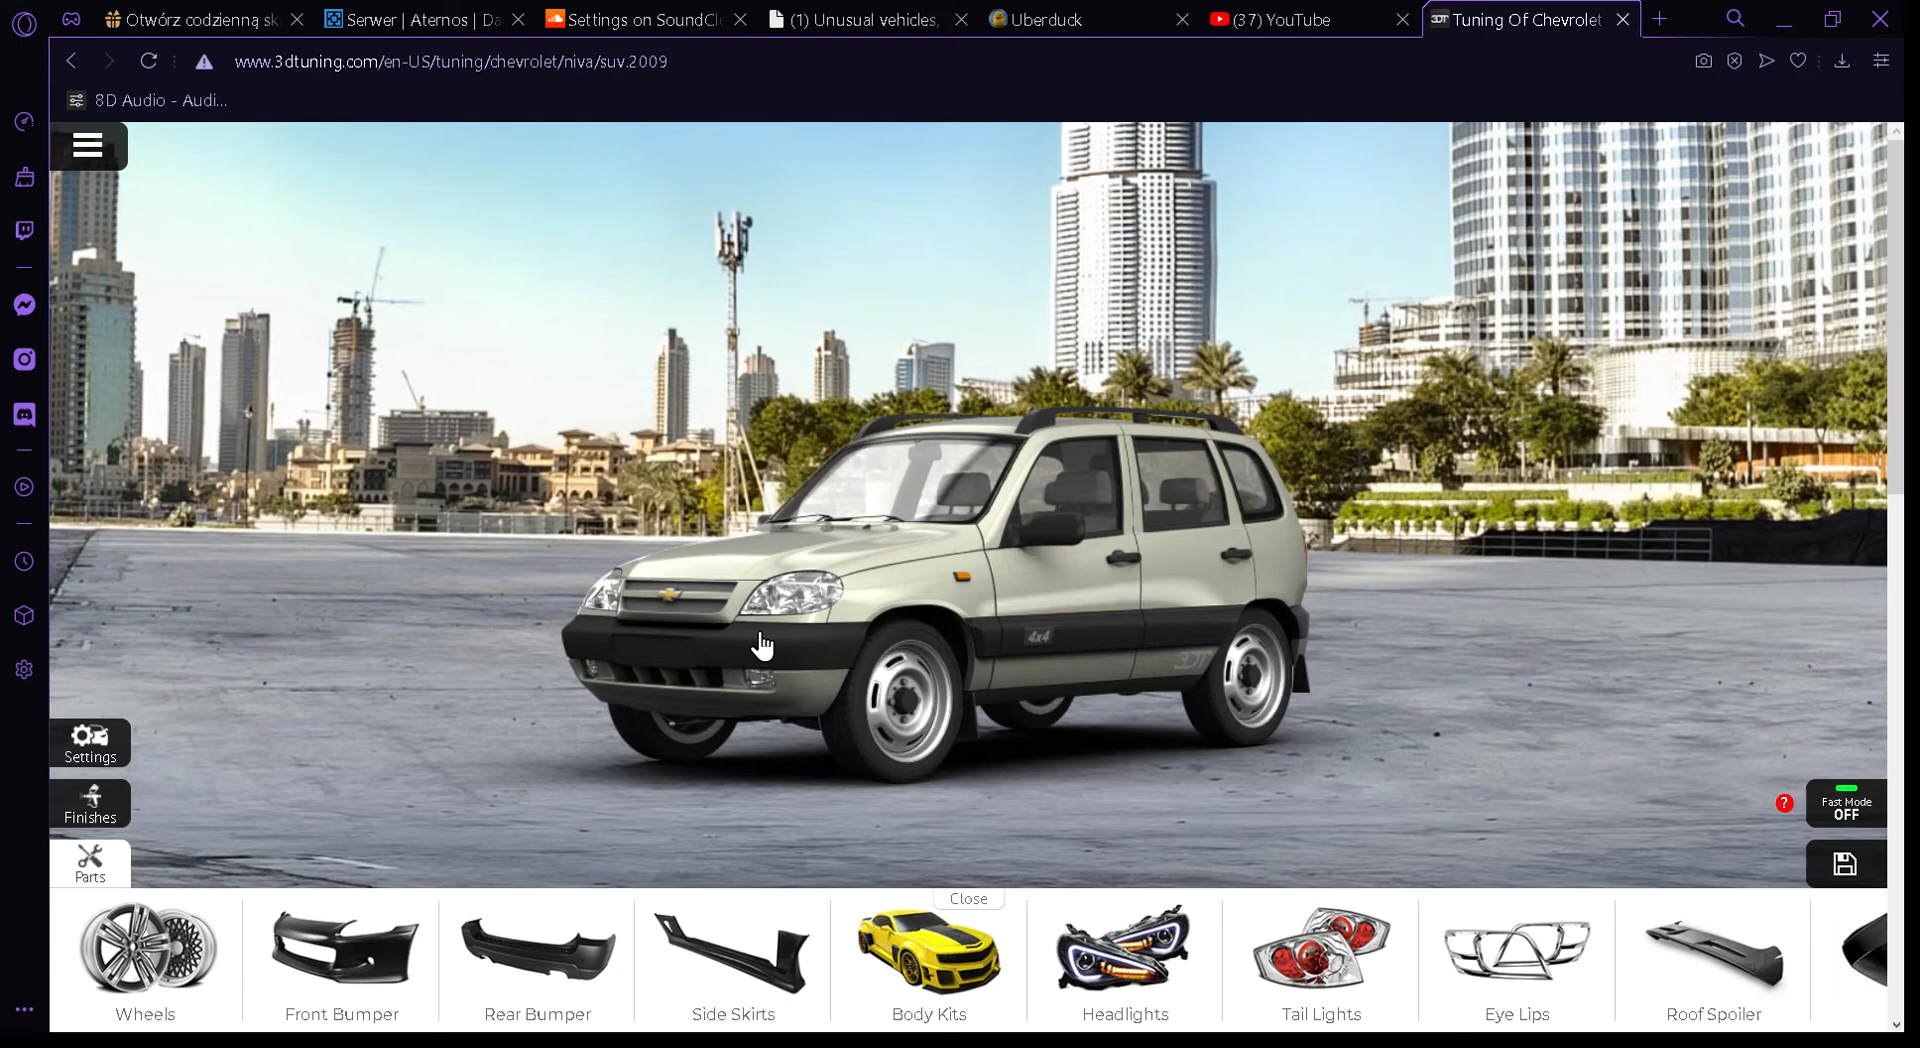 Otwórz codzienną sk
Serwer | Aternos | Da
Settings on SoundClo
(1) Unusual vehicles,
Uberduck
(37) YouTube
Tuning Of Chevrolet
www.3dtuning.com/en-US/tuning/chevrolet/niva/suv.2009
8D Audio - Audi...
4x4
3DT
Settings
Finishes
Parts
?
Fast Mode
OFF
Close
Wheels
Front Bumper
Rear Bumper
Side Skirts
Body Kits
Headlights
Tail Lights
Eye Lips
Roof Spoiler